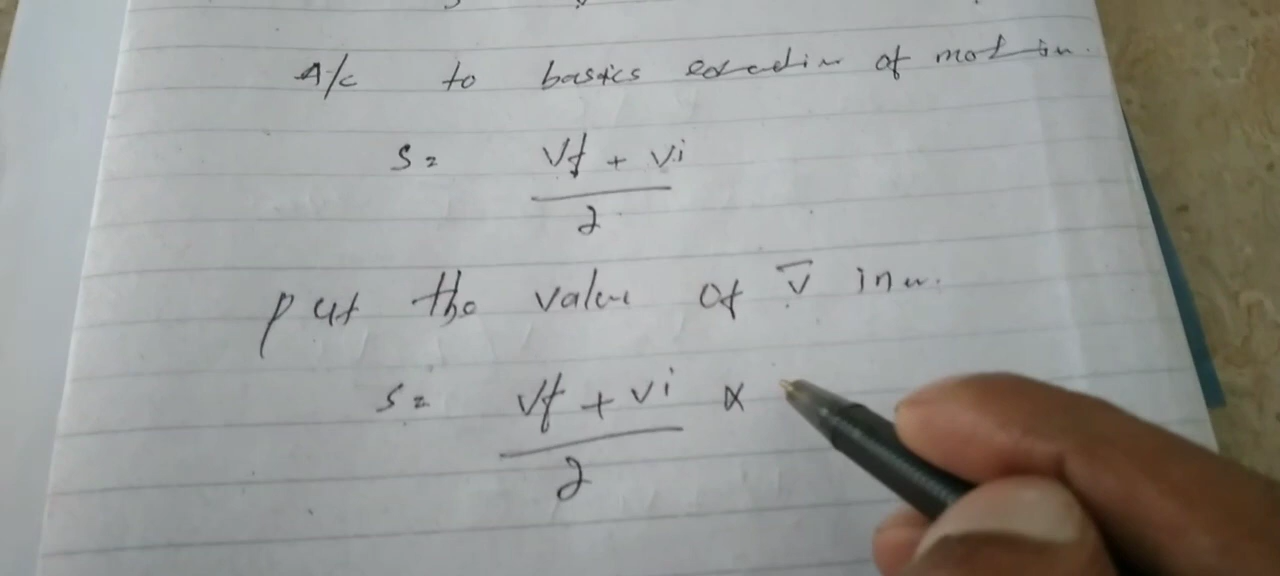 A/c to basics equation of motion.
S = Vf + Vi / 2
put the value of V̄ in
S = Vf + Vi / 2 ×